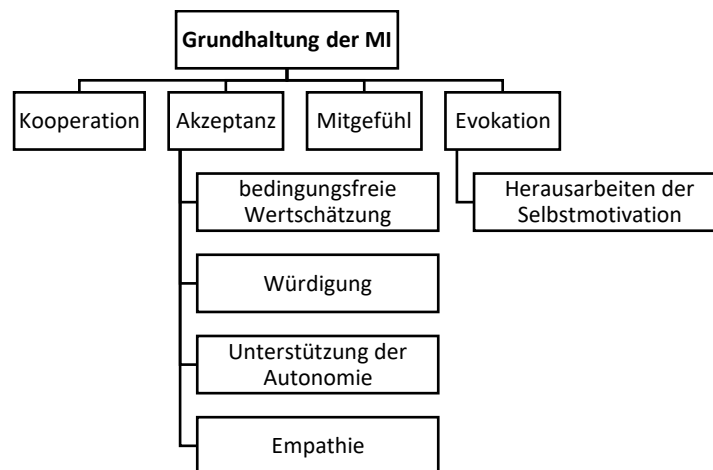 Grundhaltung der MI
Kooperation
Akzeptanz
Mitgefühl
Evokation
bedingungsfreie
Wertschätzung
Würdigung
Unterstützung der
Autonomie
Empathie
Herausarbeiten der
Selbstmotivation